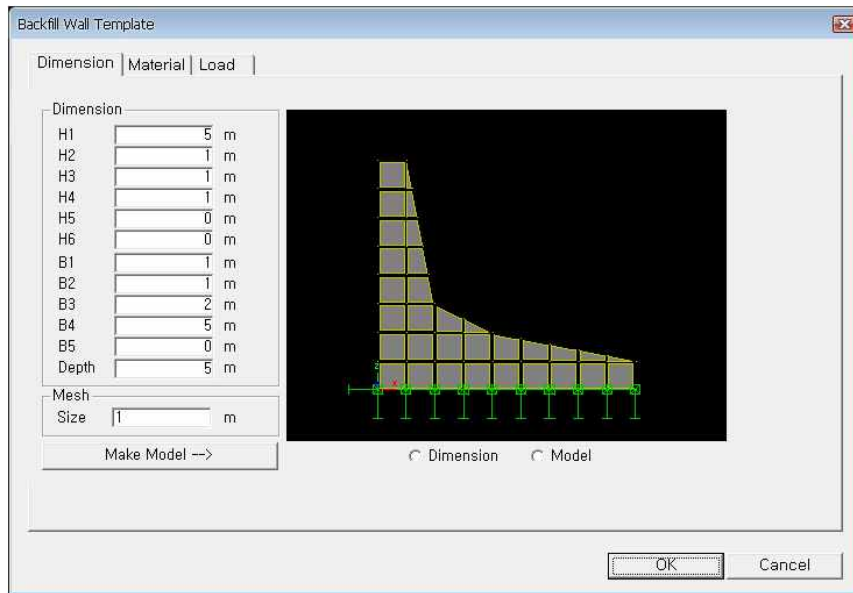 Backfill Wall Template
Dimension Material Load
Dimension
H1 5 m
H2 1 m
H3 1 m
H4 1 m
H5 0 m
H6 0 m
B1 1 m
B2 1 m
B3 2 m
B4 5 m
B5 0 m
Depth 5 m
Mesh
Size 1 m
Make Model -->
z
x
Dimension Model
OK Cancel